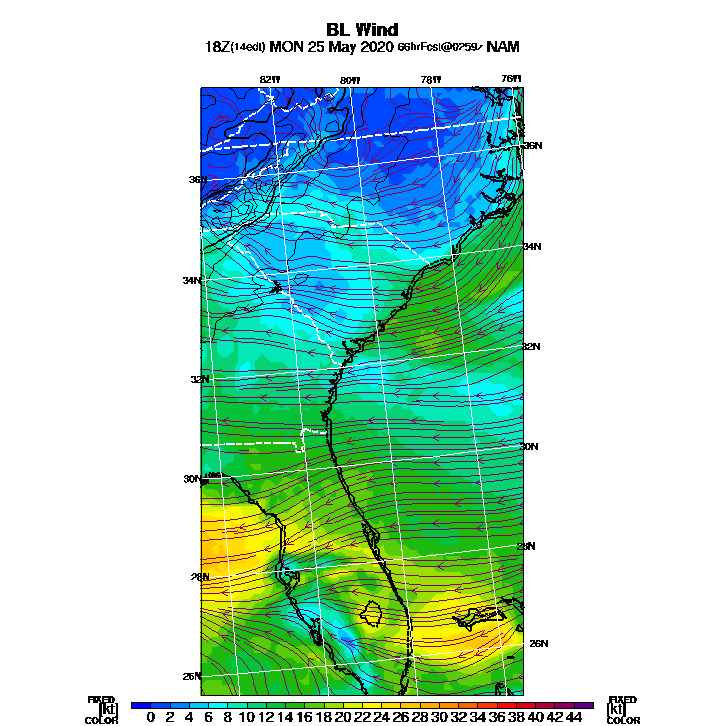 BL Wind
18Z(14edt) MON 25 May 2020 66hrFcst@0259z NAM
82W 80W 78W 76W
36N
36N
34N
34N
32N
32N
30N
30N
28N
28N
26N
26N
FIXED FIXED
[kt] 0 2 4 6 8 10 12 14 16 18 20 22 24 26 28 30 32 34 36 38 40 42 44 [kt]
COLOR COLOR